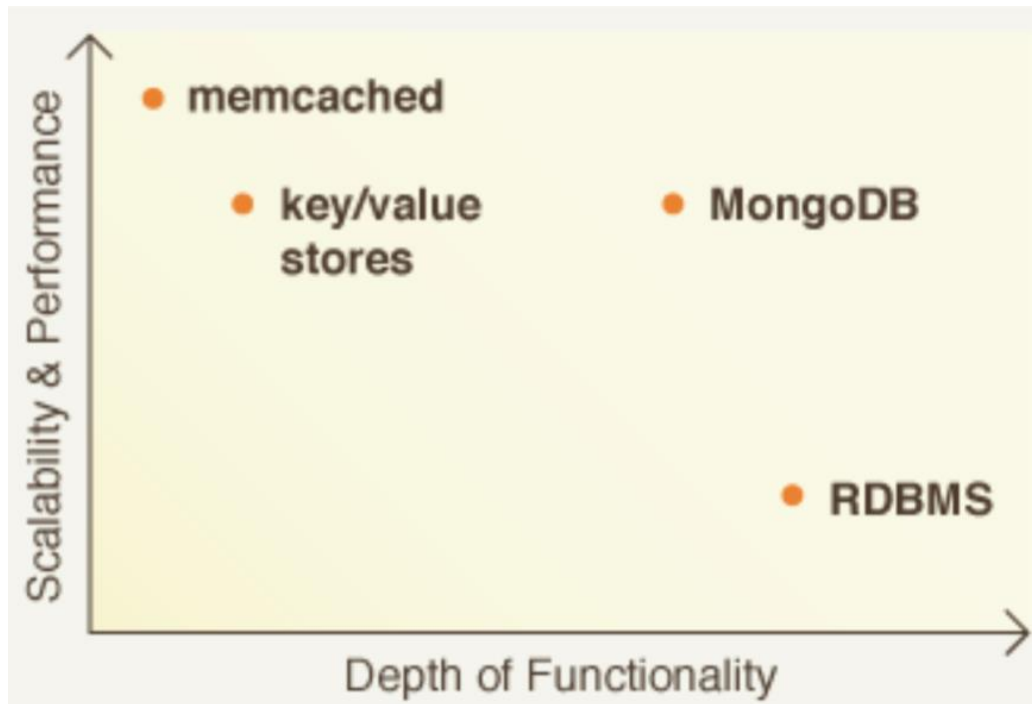 Scalability & Performance
memcached
key/value
stores
MongoDB
RDBMS
Depth of Functionality